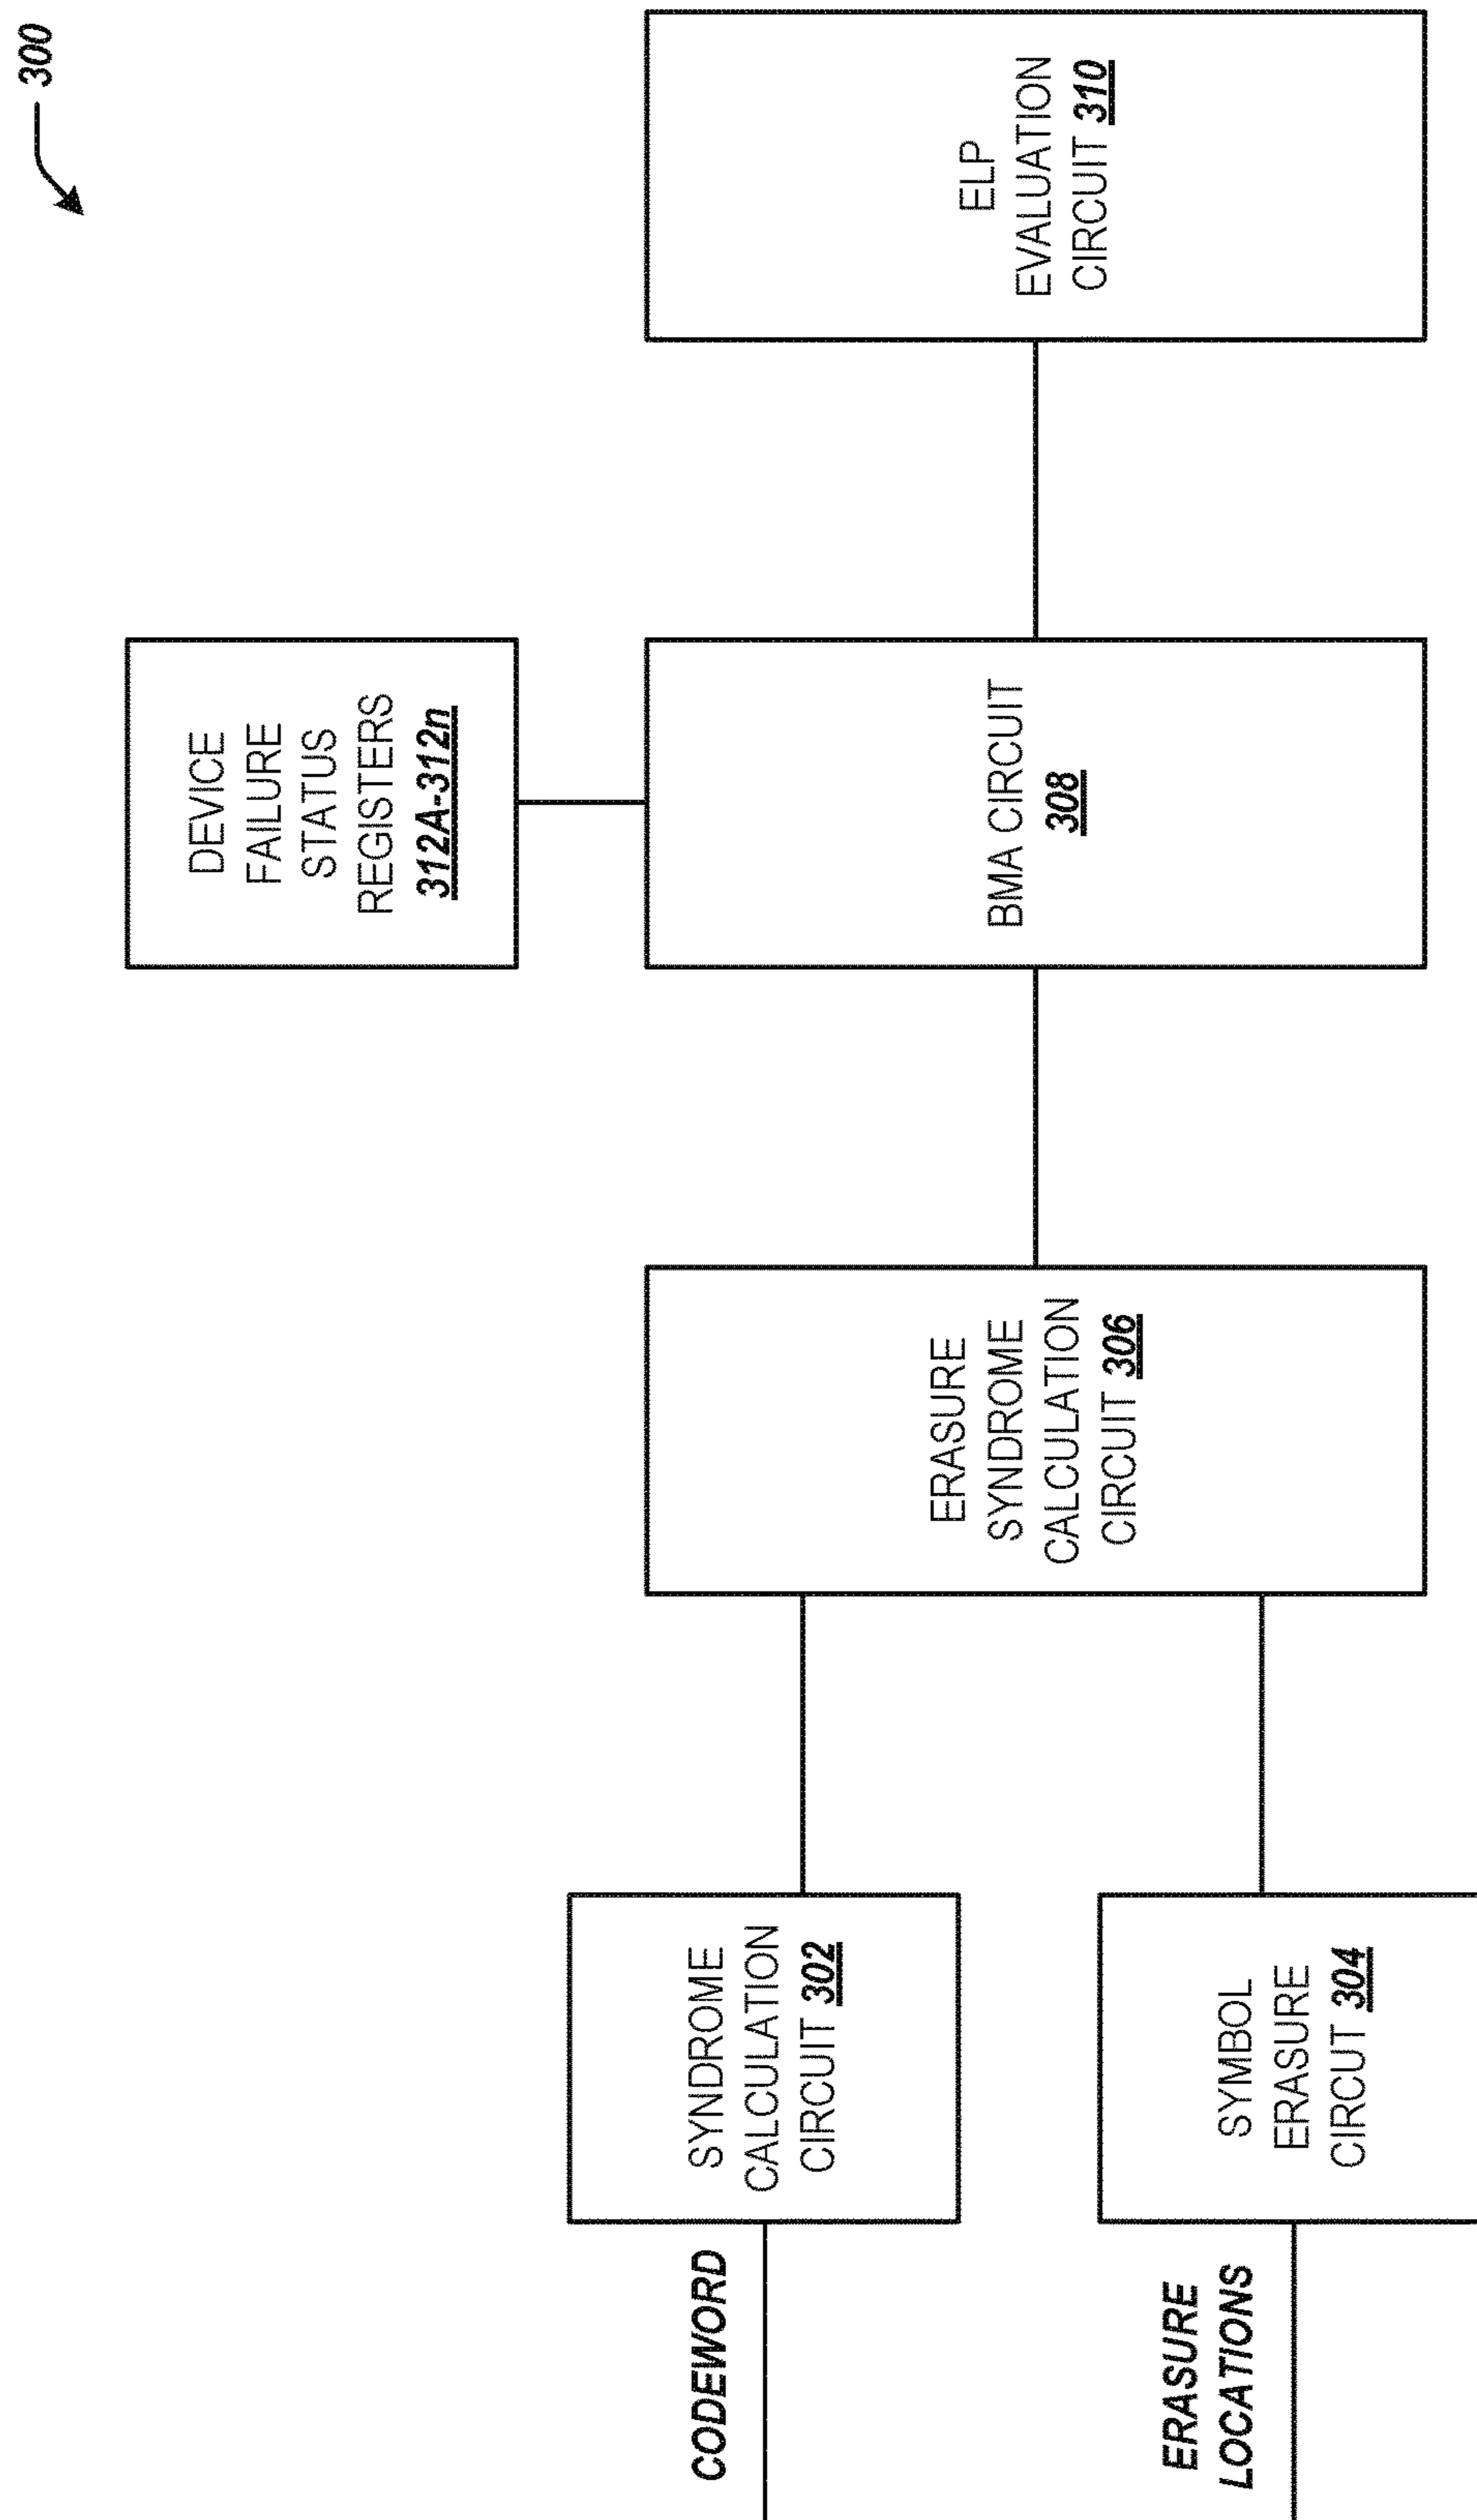 300
DEVICE
FAILURE
STATUS
REGISTERS
312A-312n
CODEWORD
SYNDROME
CALCULATION
CIRCUIT 302
ERASURE
LOCATIONS
SYMBOL
ERASURE
CIRCUT 304
ERASURE
SYNDROME
CALCULATION
CIRCUIT 306
BMA CIRCUIT
308
ELP
EVALUATION
CIRCUIT 310